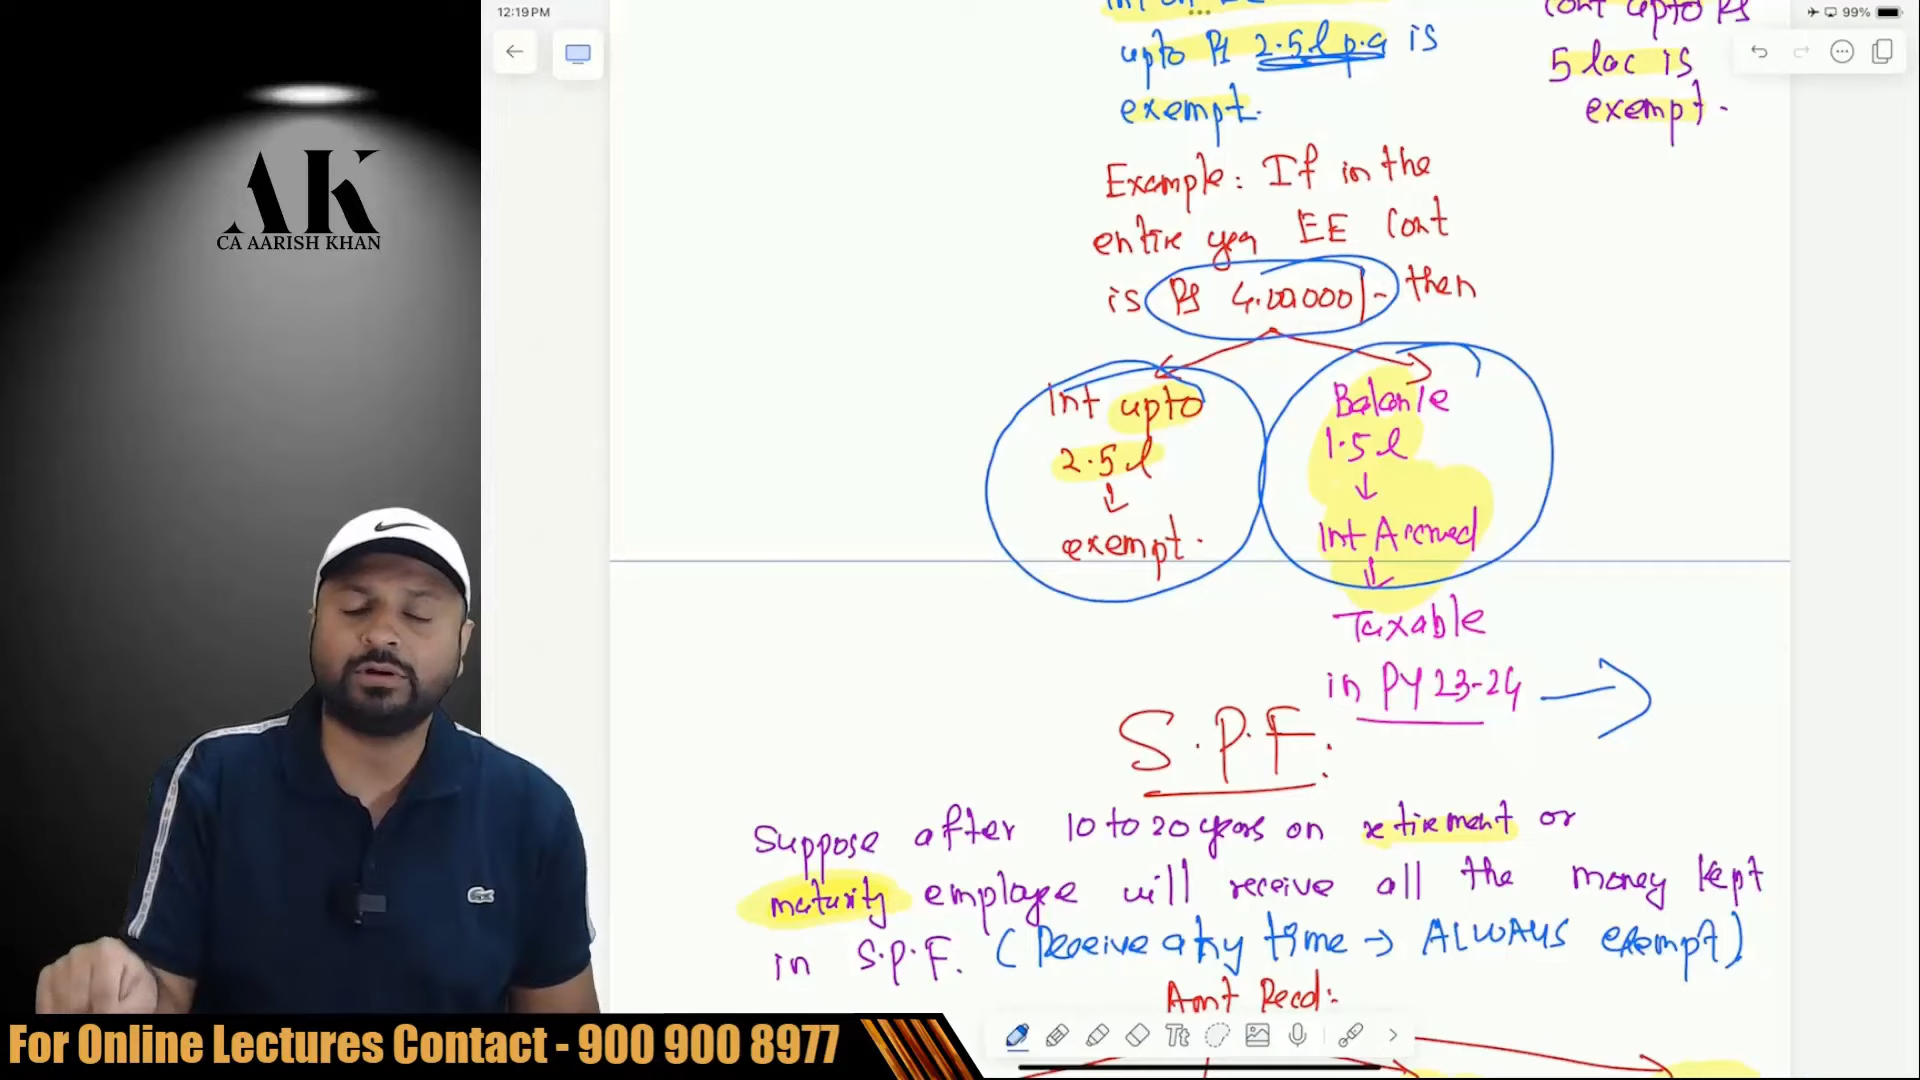 12:19 PM
99%
upto Rs 2.5 l p.a is
exempt.
cont upto Rs
5 lac is
exempt.
Example: If in the
entire year EE Cont
is Rs 4.00.000/- then
Int upto
2.5 l
↓
exempt.
Balance
1.5 l
↓
Int Accrued
↓
Taxable
in PY 23-24
S.P.F.
Suppose after 10 to 20 years on retirement or
maturity employee will receive all the money kept
in S.P.F. (Receive any time → ALWAYS exempt)
Amt Recd:
Tt
AK
CA AARISH KHAN
For Online Lectures Contact - 900 900 8977